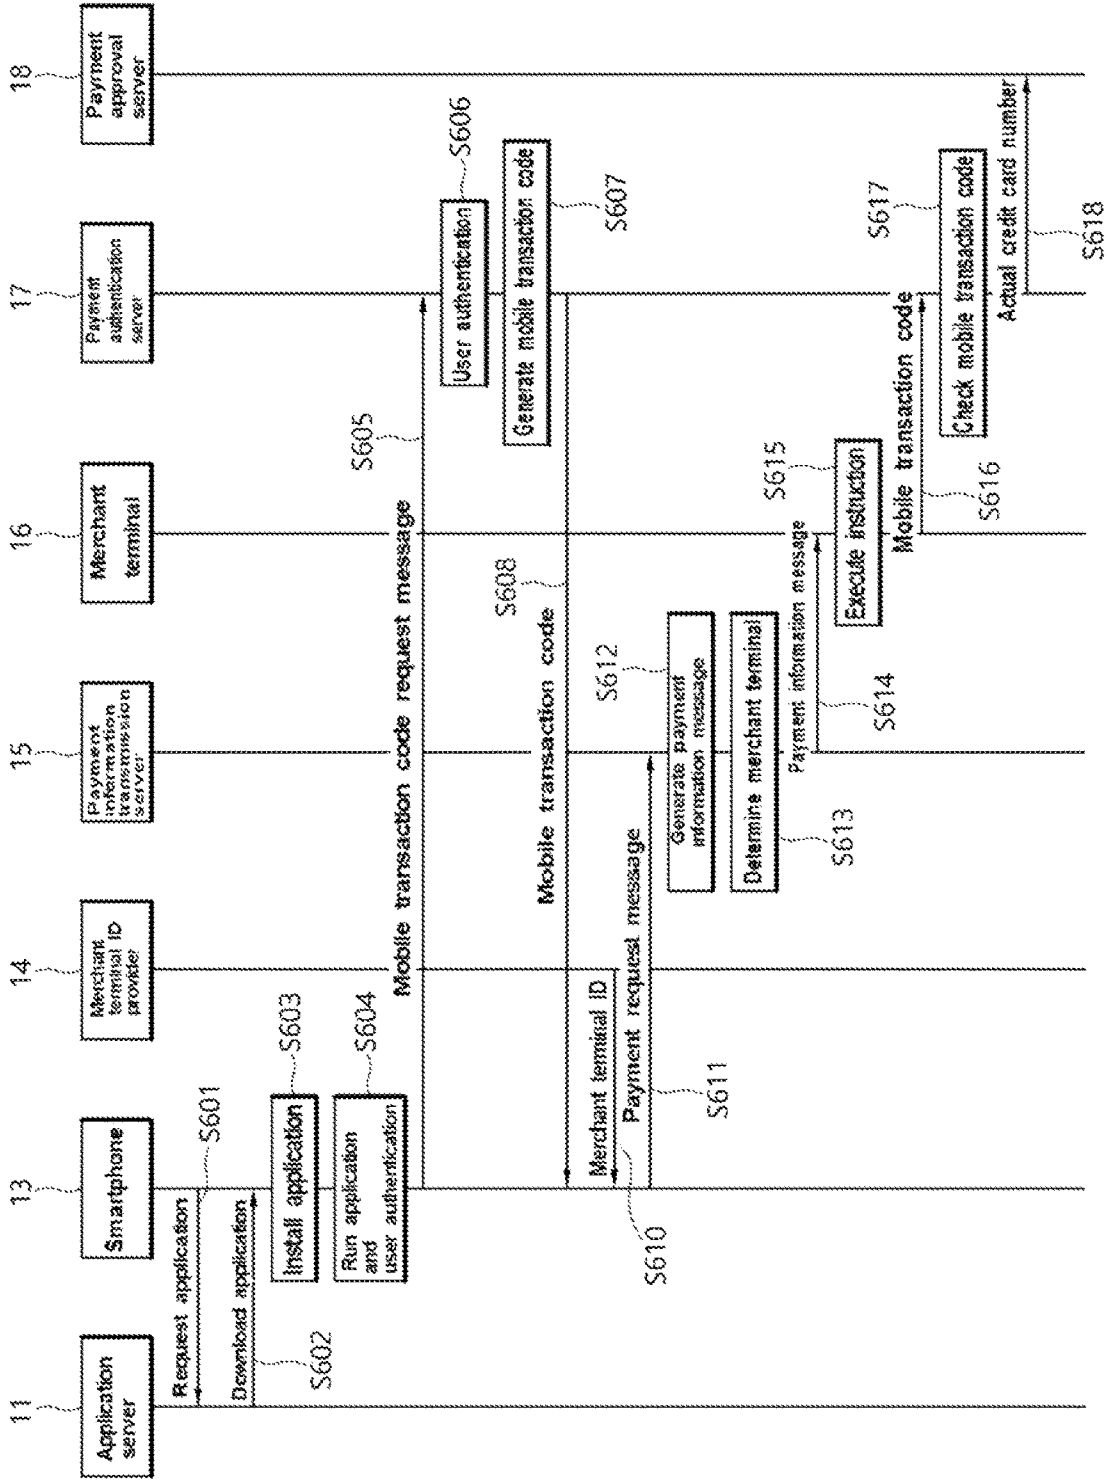 11
Application
server
13
Smartphone
14
Merchant
terminal ID
provider
15
Payment
information
transmission
server
16
Merchant
terminal
17
Payment
authentication
server
18
Payment
approval
server
Request application
S601
Download application
S602
Install application
S603
Run application
and
user authentication
S604
Mobile transaction code request message
S605
User authentication
S606
Generate mobile transaction code
S607
Mobile transaction code
S608
Merchant terminal ID
S610
Payment request message
S611
Generate payment
information message
S612
Determine merchant terminal
S613
Payment information message
S614
Execute instruction
S615
Mobile transaction code
S616
Check mobile transaction code
S617
Actual credit card number
S618